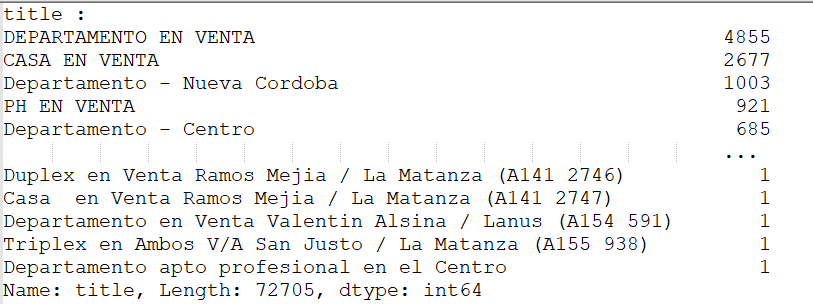 title :
DEPARTAMENTO EN VENTA 4855
CASA EN VENTA 2677
Departamento - Nueva Cordoba 1003
PH EN VENTA 921
Departamento - Centro 685
...
Duplex en Venta Ramos Mejia / La Matanza (A141 2746) 1
Casa  en Venta Ramos Mejia / La Matanza (A141 2747) 1
Departamento en Venta Valentin Alsina / Lanus (A154 591) 1
Triplex en Ambos V/A San Justo / La Matanza (A155 938) 1
Departamento apto profesional en el Centro 1
Name: title, Length: 72705, dtype: int64